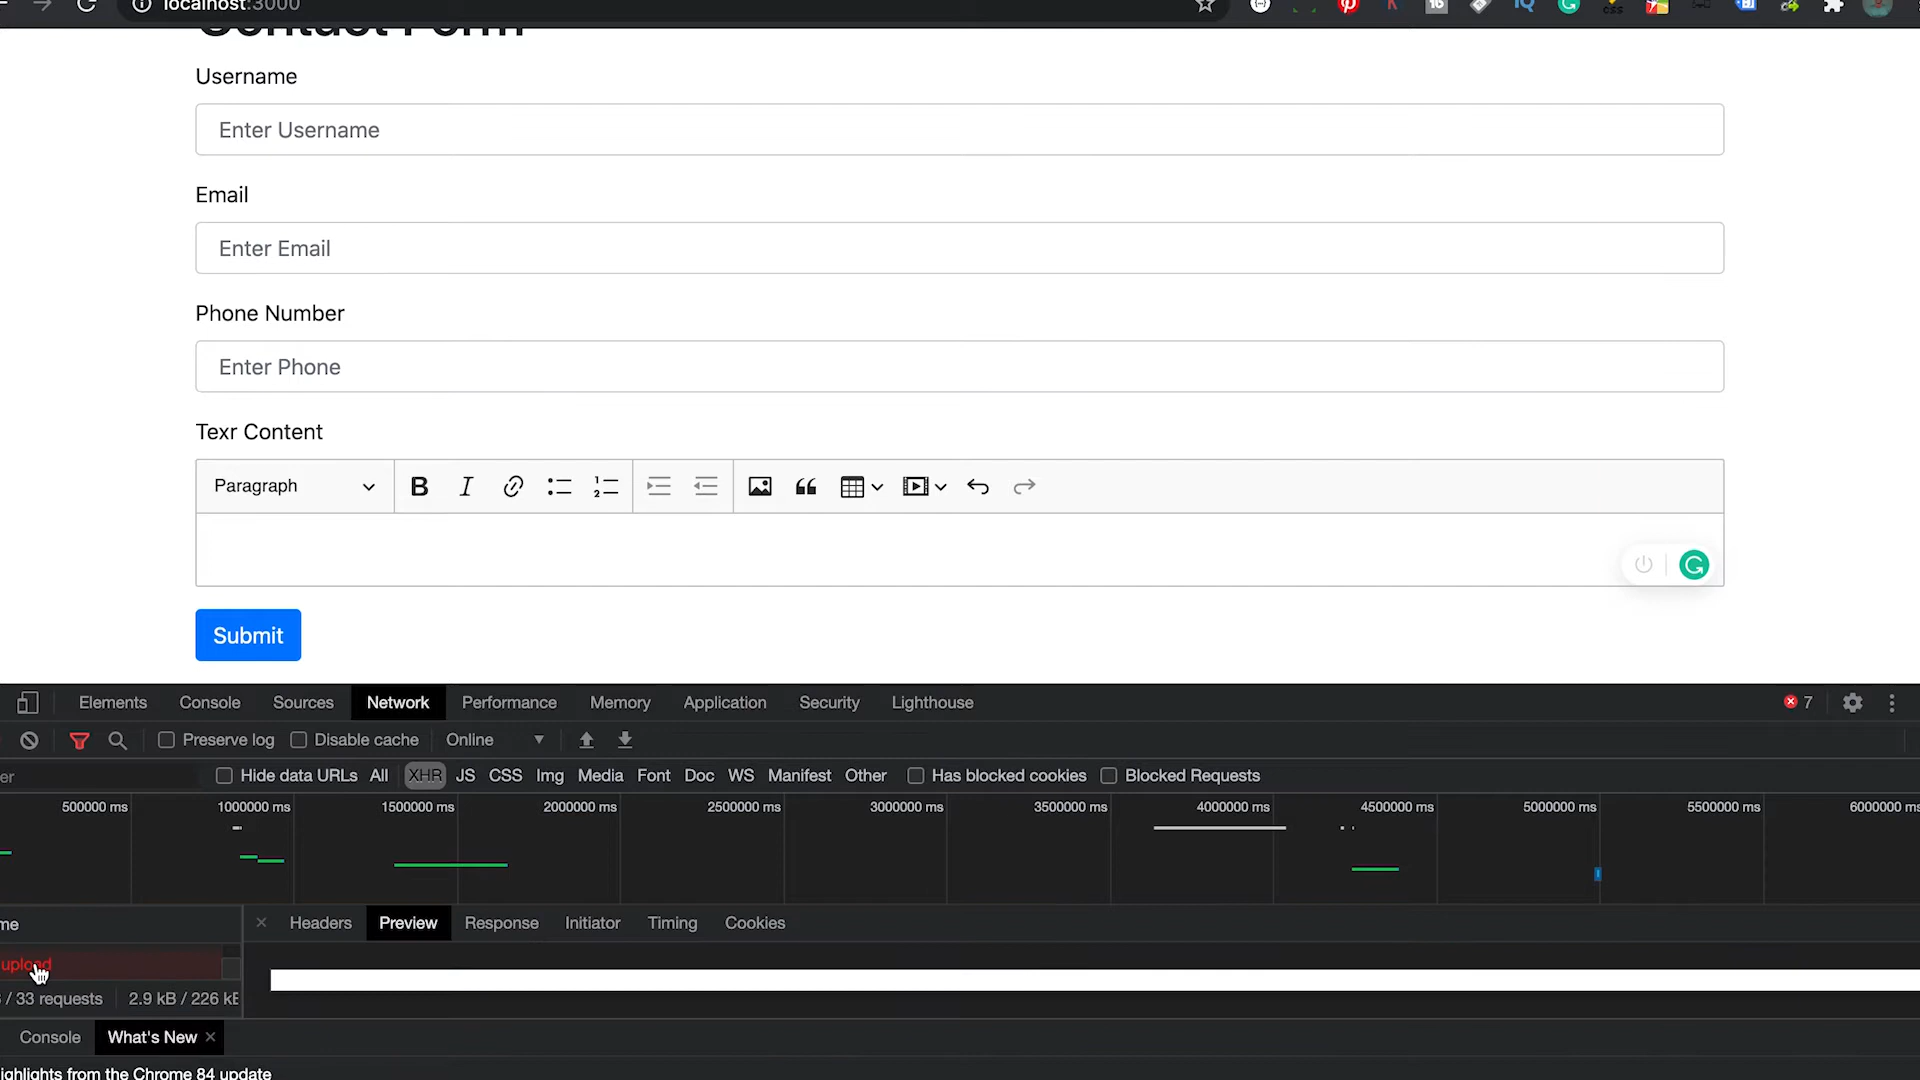 localhost:3000
Contact Form
Username
Enter Username
Email
Enter Email
Phone Number
Enter Phone
Texr Content
Paragraph
Submit
Elements Console Sources Network Performance Memory Application Security Lighthouse 7
Preserve log Disable cache Online
er Hide data URLs All XHR JS CSS Img Media Font Doc WS Manifest Other Has blocked cookies Blocked Requests
500000 ms 1000000 ms 1500000 ms 2000000 ms 2500000 ms 3000000 ms 3500000 ms 4000000 ms 4500000 ms 5000000 ms 5500000 ms 6000000 ms
me Headers Preview Response Initiator Timing Cookies
upload
/ 33 requests 2.9 kB / 226 kB
Console What's New
ighlights from the Chrome 84 update